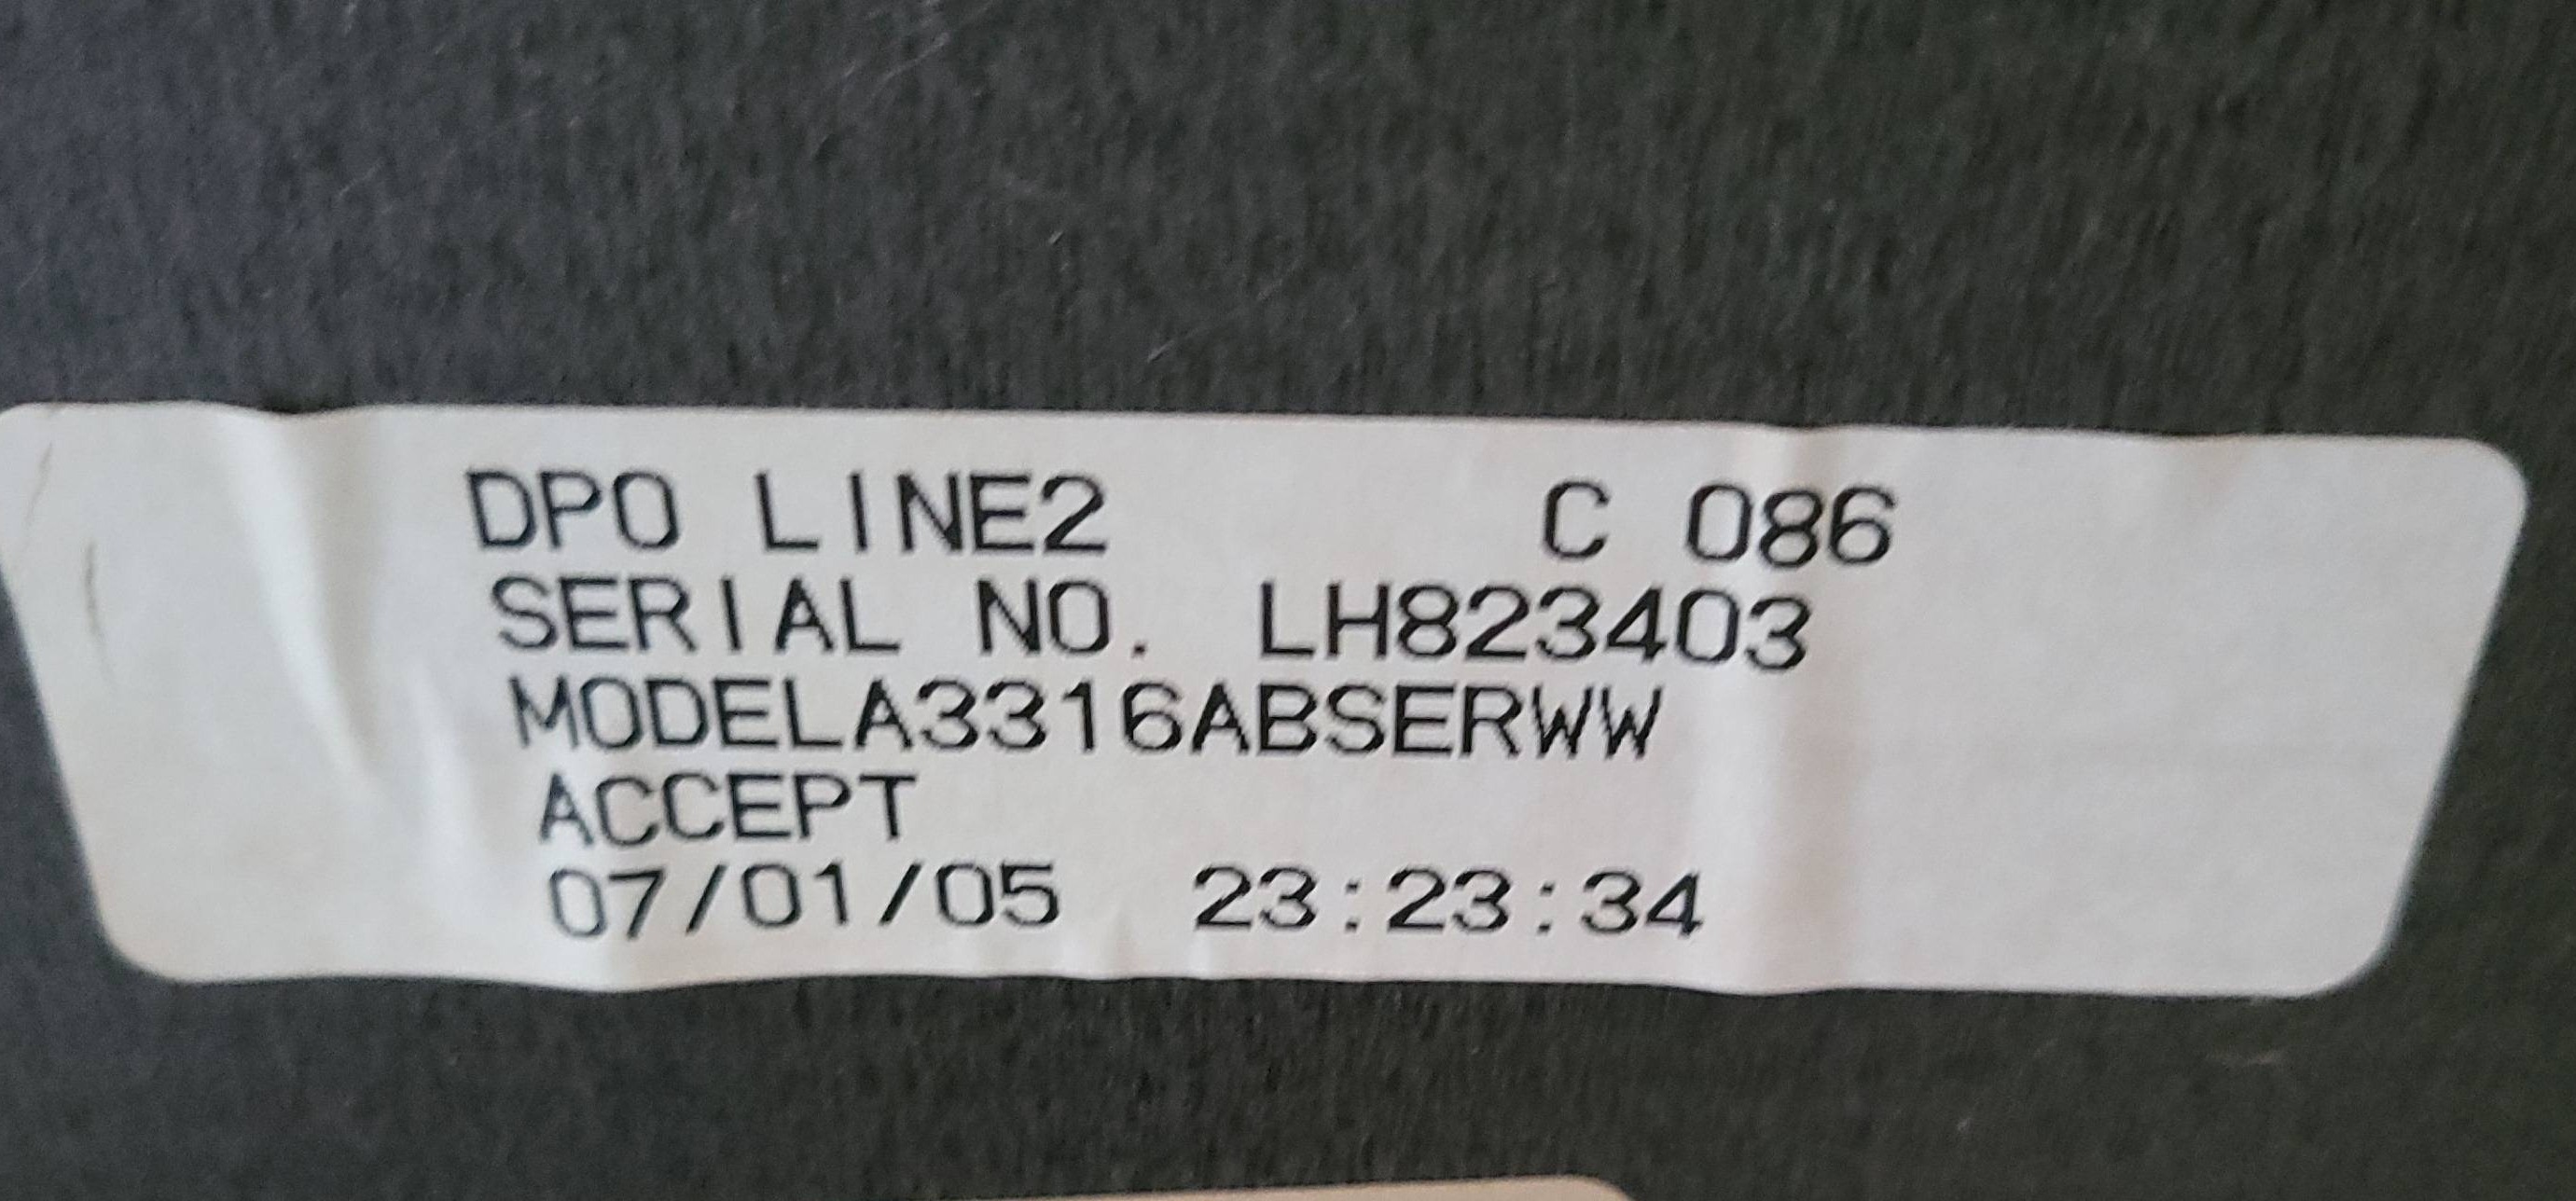 DPO LINE2 C 086
SERIAL NO. LH823403
MODELA3316ABSERWW
ACCEPT
07/01/05 23:23:34